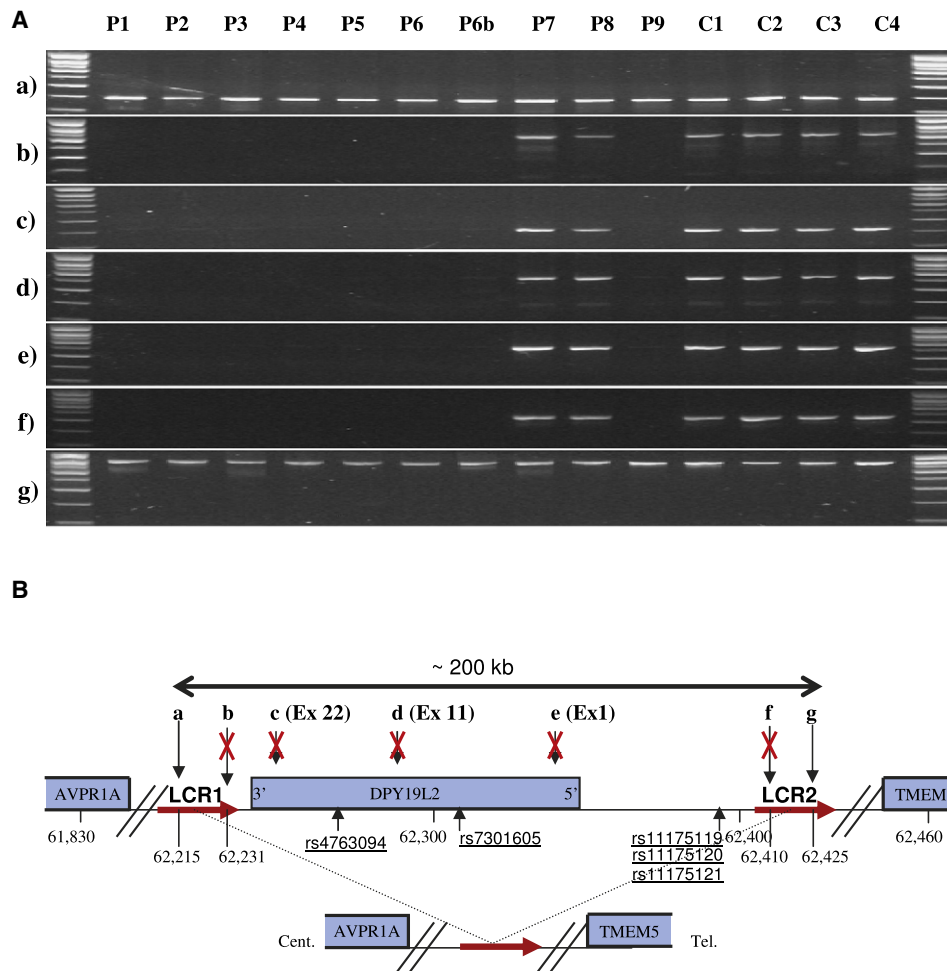 A
P1 P2 P3 P4 P5 P6 P6b P7 P8 P9 C1 C2 C3 C4
a)
b)
c)
d)
e)
f)
g)
B
~ 200 kb
a b c (Ex 22) d (Ex 11) e (Ex1) f g
AVPR1A LCR1 3’ DPY19L2 5’ LCR2 TMEM
61,830 62,215 62,231 rs4763094 62,300 rs7301605 rs11175119 62,400 62,410 62,425 62,460
rs11175120
rs11175121
Cent. AVPR1A TMEM5 Tel.